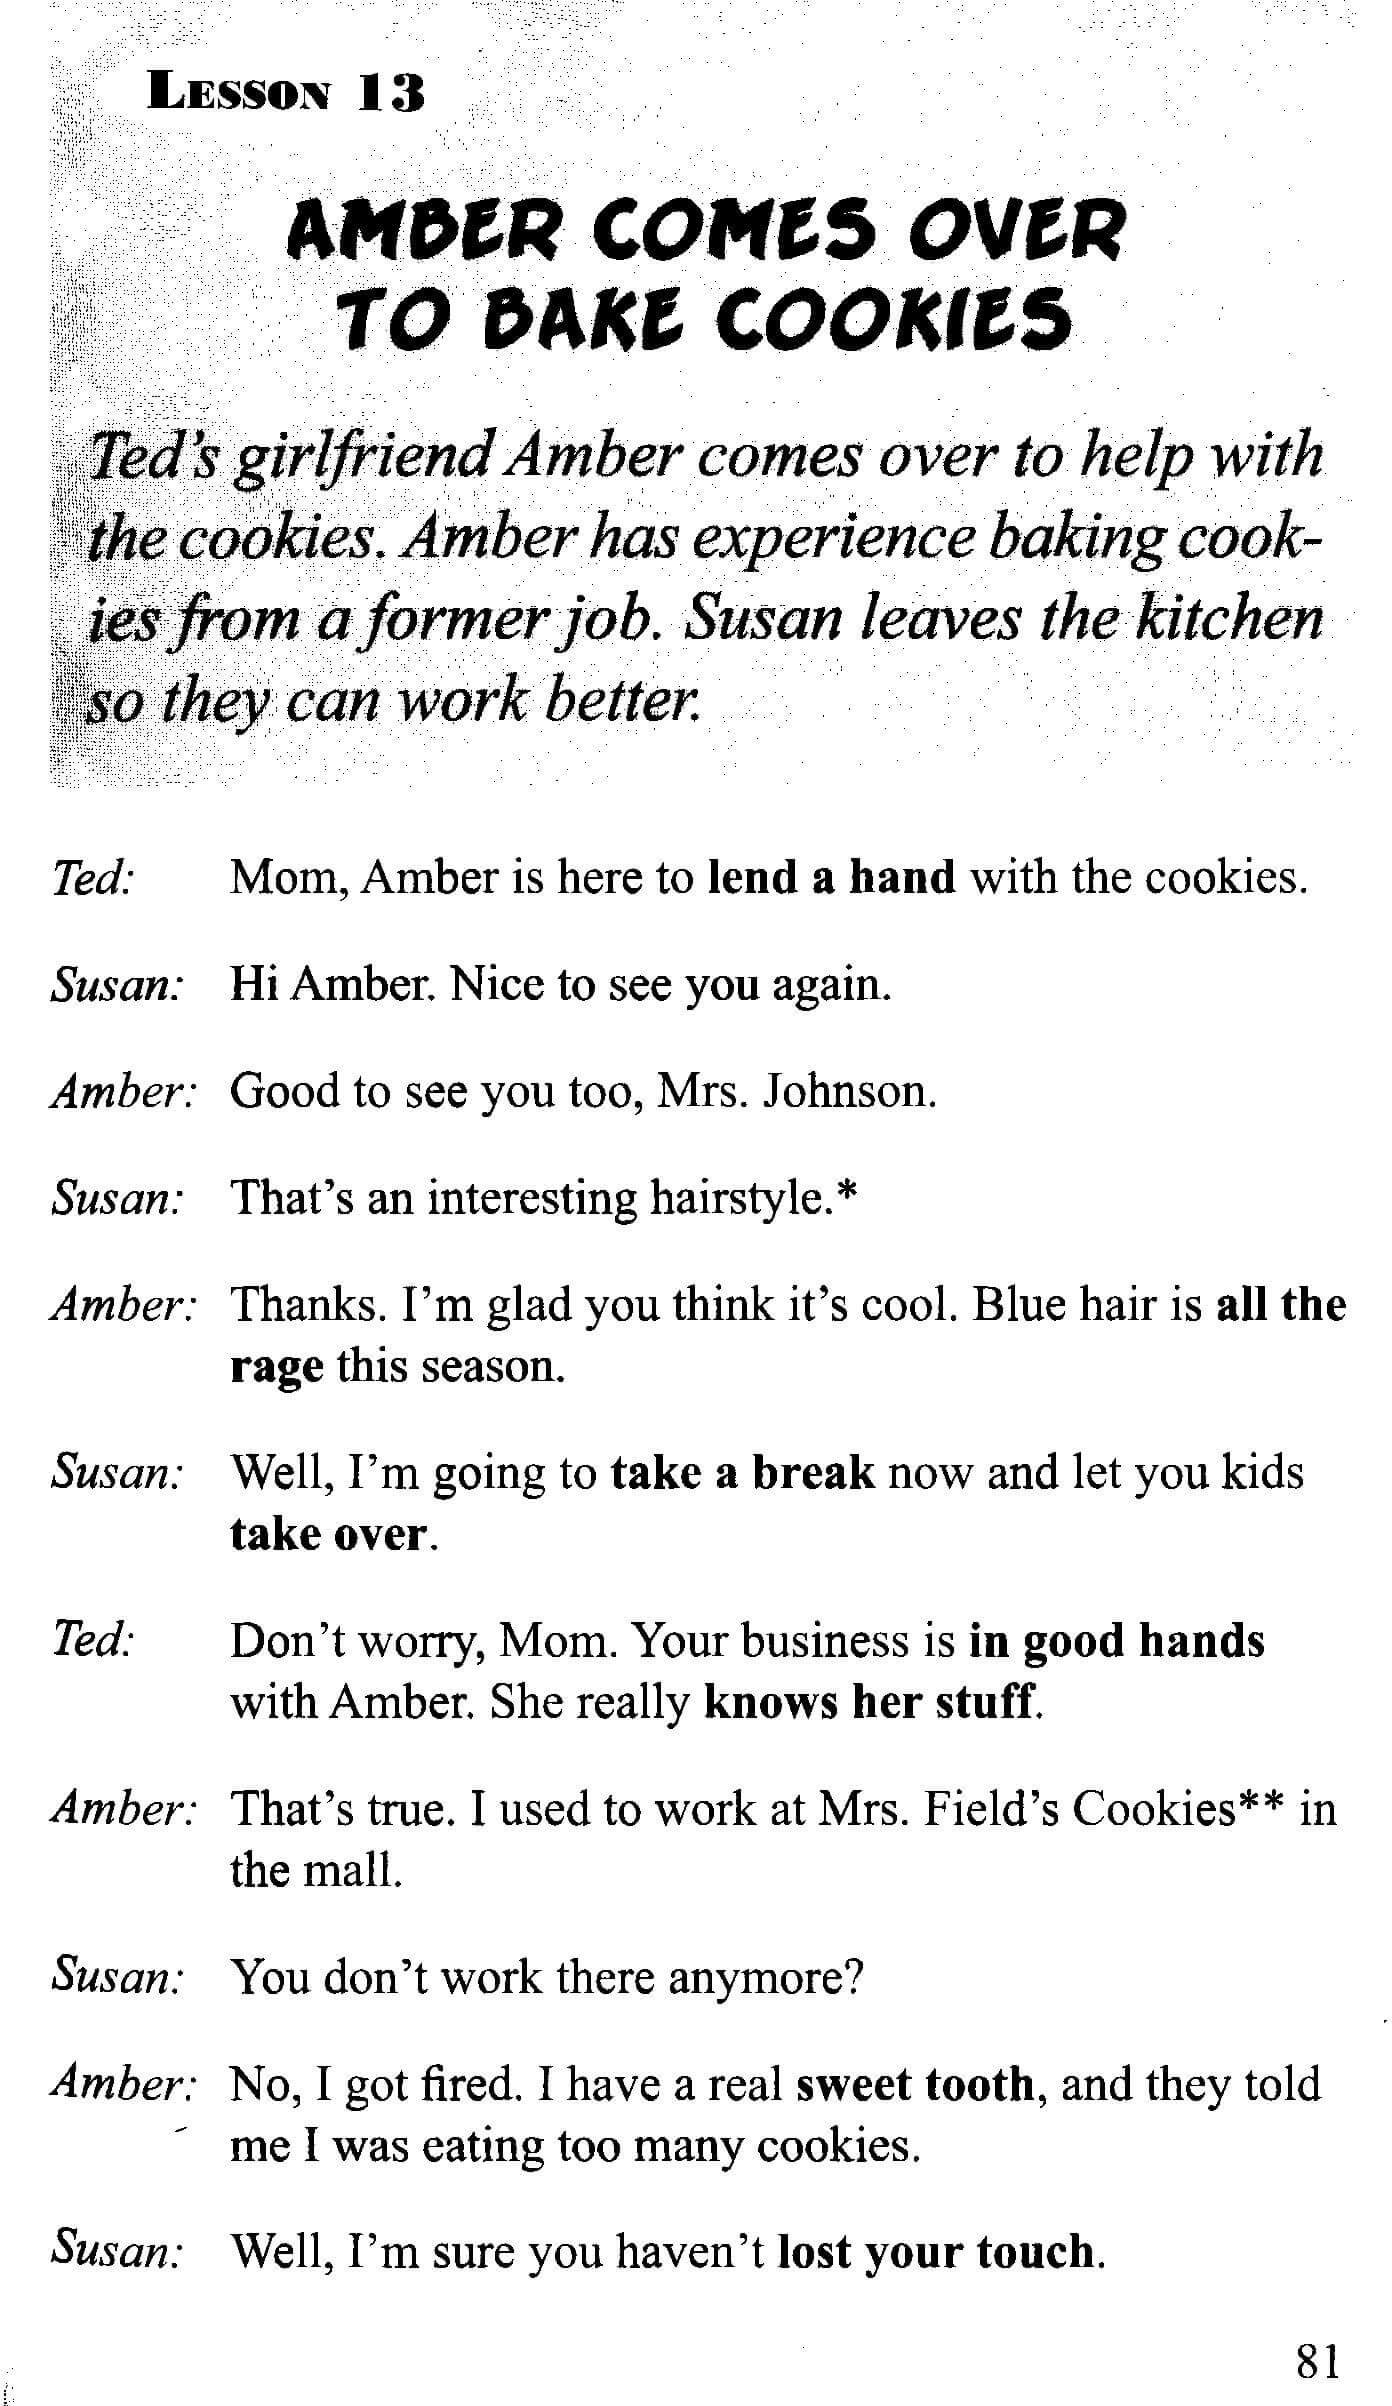 LESSON 13
AMBER COMES OVER
TO BAKE COOKIES
Ted's girlfriend Amber comes over to help with
the cookies. Amber has experience baking cook-
ies from a former job. Susan leaves the kitchen
so they can work better.
Ted: Mom, Amber is here to lend a hand with the cookies.
Susan: Hi Amber. Nice to see you again.
Amber: Good to see you too, Mrs. Johnson.
Susan: That's an interesting hairstyle.*
Amber: Thanks. I'm glad you think it's cool. Blue hair is all the
rage this season.
Susan: Well, I'm going to take a break now and let you kids
take over.
Ted: Don't worry, Mom. Your business is in good hands
with Amber. She really knows her stuff.
Amber: That's true. I used to work at Mrs. Field's Cookies** in
the mall.
Susan: You don't work there anymore?
Amber: No, I got fired. I have a real sweet tooth, and they told
me I was eating too many cookies.
Susan: Well, I'm sure you haven't lost your touch.
81